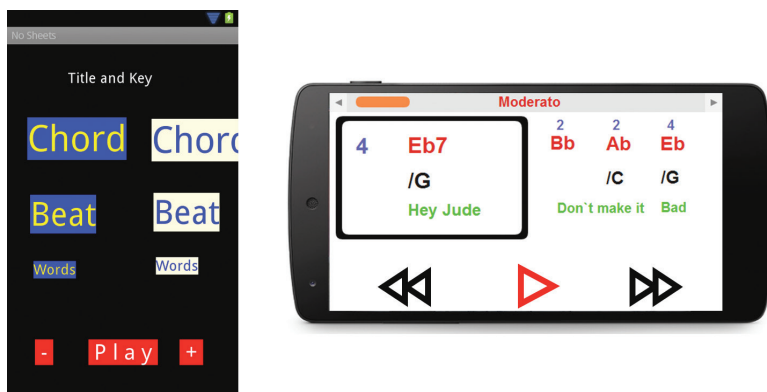 No Sheets
Title and Key
Chord Chord
Beat Beat
Words Words
- Play +
Moderato
4 Eb7
/G
Hey Jude
2 2 4
Bb Ab Eb
/C /G
Don`t make it Bad